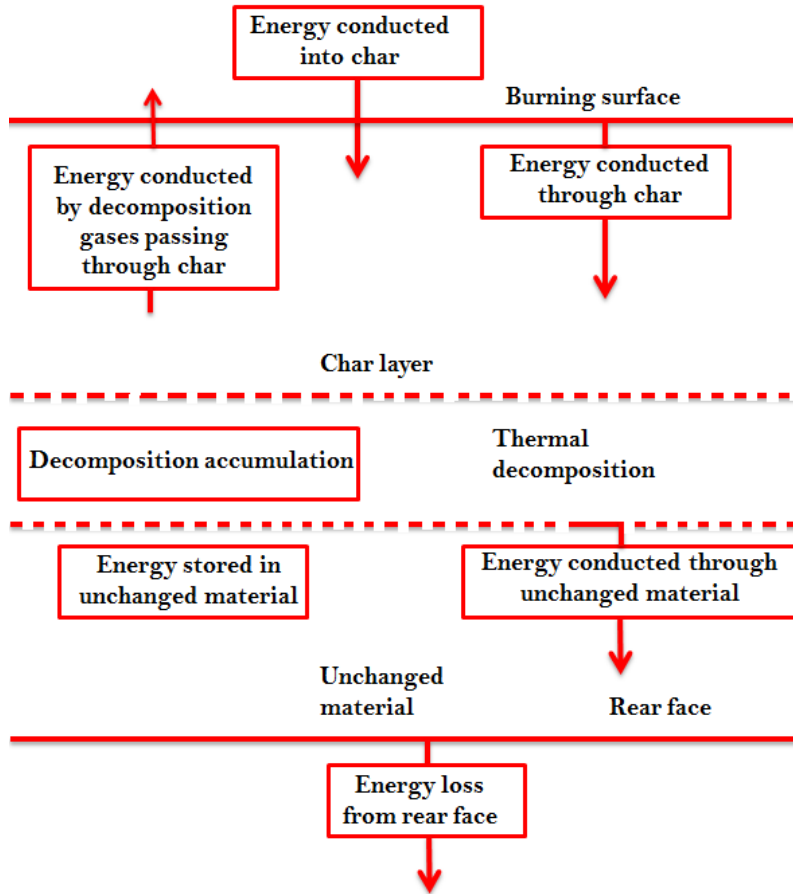 Energy conducted
into char
Burning surface
Energy conducted
by decomposition
gases passing
through char
Energy conducted
through char
Char layer
Decomposition accumulation
Thermal
decomposition
Energy stored in
unchanged material
Energy conducted through
unchanged material
Unchanged
material
Rear face
Energy loss
from rear face